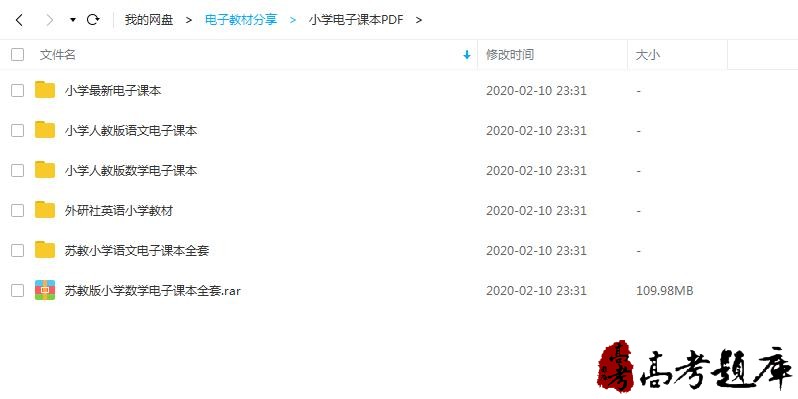 我的网盘 > 电子教材分享 > 小学电子课本PDF >
文件名 修改时间 大小
小学最新电子课本 2020-02-10 23:31 -
小学人教版语文电子课本 2020-02-10 23:31 -
小学人教版数学电子课本 2020-02-10 23:31 -
外研社英语小学教材 2020-02-10 23:31 -
苏教小学语文电子课本全套 2020-02-10 23:31 -
苏教版小学数学电子课本全套.rar 2020-02-10 23:31 109.98MB
高考 高考题库